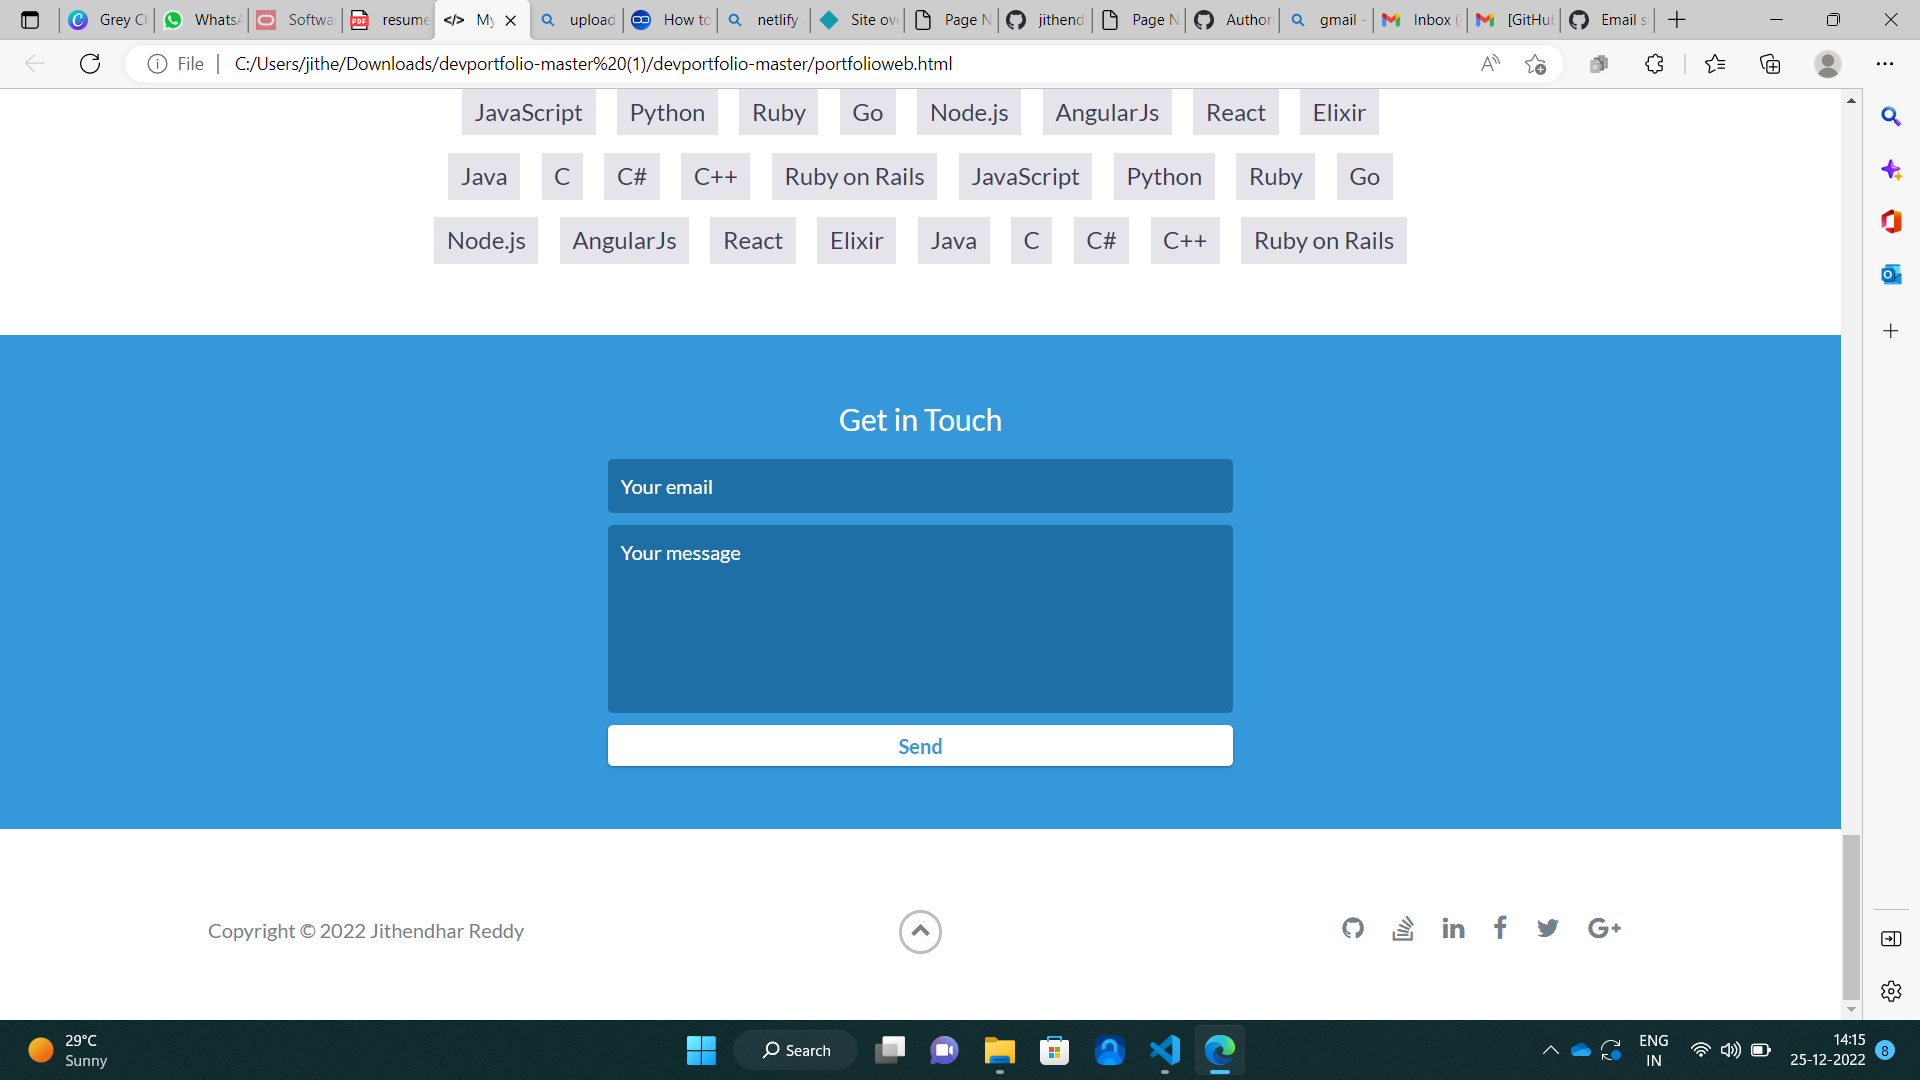 Grey Cl WhatsA Softwar resume My upload How to netlify - Site ove Page N jithend Page N Author gmail - Inbox ( [GitHub Email s
File C:/Users/jithe/Downloads/devportfolio-master%20(1)/devportfolio-master/portfolioweb.html
JavaScript Python Ruby Go Node.js AngularJs React Elixir
Java C C# C++ Ruby on Rails JavaScript Python Ruby Go
Node.js AngularJs React Elixir Java C C# C++ Ruby on Rails
Get in Touch
Your email
Your message
Send
Copyright © 2022 Jithendhar Reddy
29°C
Sunny
Search
ENG
IN
14:15
25-12-2022
8